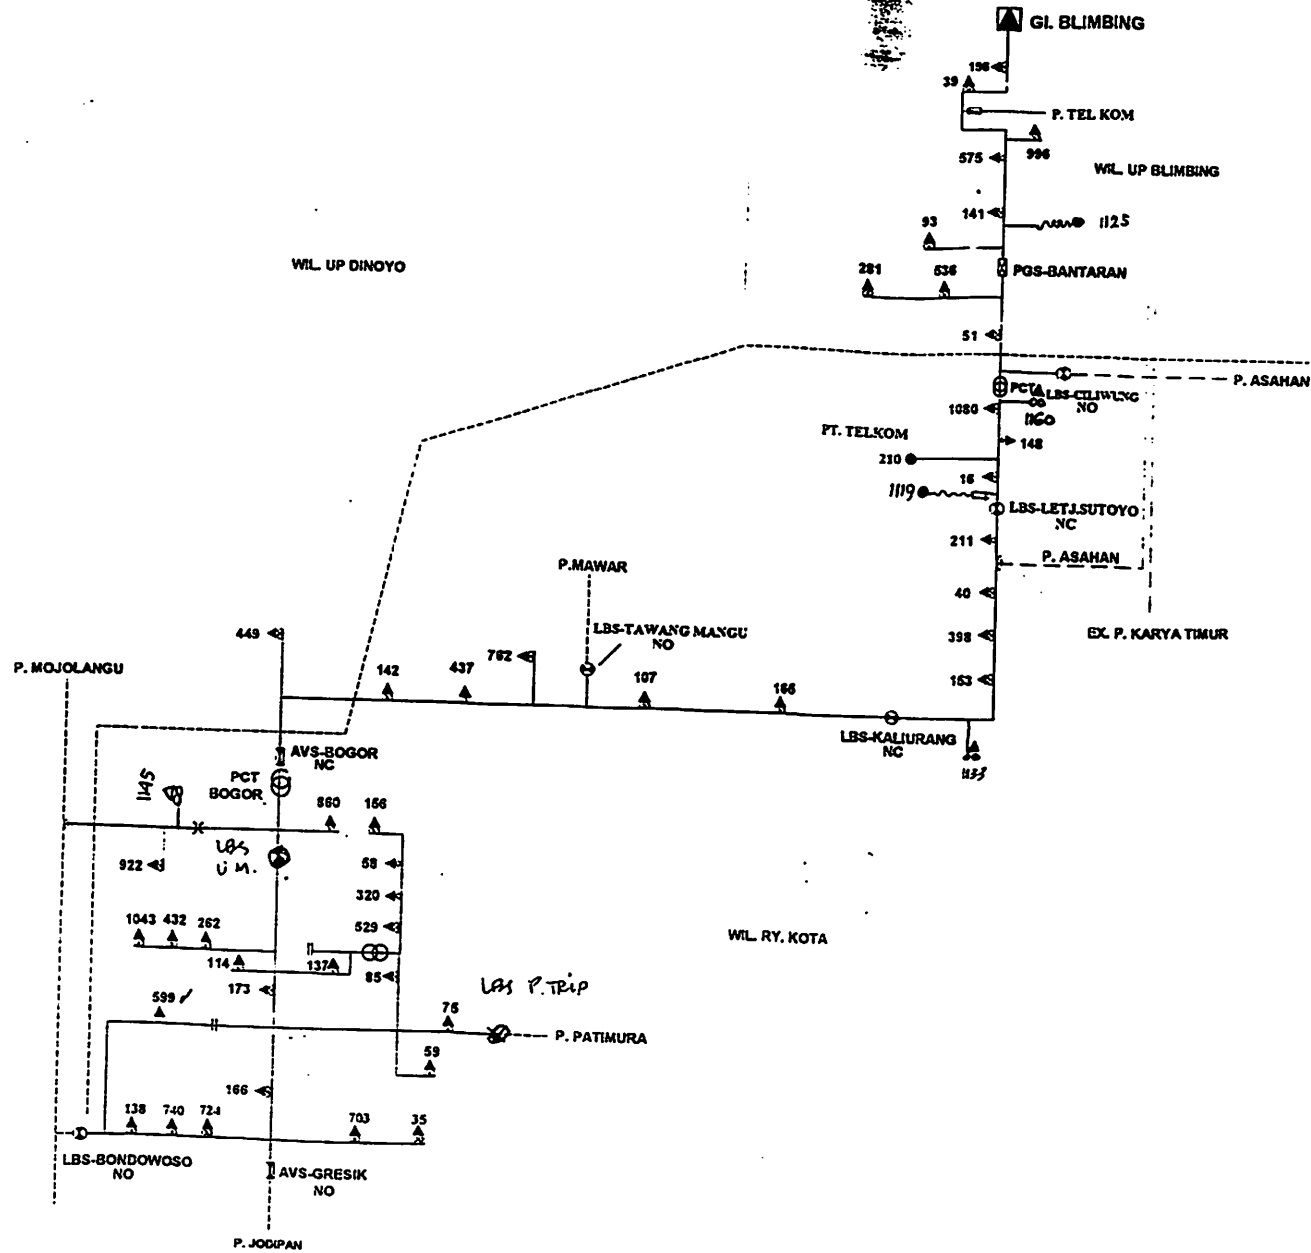 GI. BLIMBING
196
39
P. TELKOM
996
575
WIL. UP BLIMBING
141
1125
93
WIL. UP DINOYO
281
636
PGS-BANTARAN
51
P. ASAHAN
PCT
LBS-CILIWUNG
NO
1080
1160
PT. TELKOM
148
210
16
1119
LBS-LETJ.SUTOYO
NC
211
P. ASAHAN
P.MAWAR
40
449
LBS-TAWANG MANGU
NO
398
EX. P. KARYA TIMUR
P. MOJOLANGU
762
142
437
107
166
153
LBS-KALIURANG
NC
1133
AVS-BOGOR
NC
PCT
BOGOR
1145
860
156
922
LBS
U M.
58
320
1043
432
262
529
WIL. RY. KOTA
114
137
85
173
LBS P.TRIP
599
75
P. PATIMURA
59
166
138
740
724
703
35
LBS-BONDOWOSO
NO
AVS-GRESIK
NO
P. JODIPAN